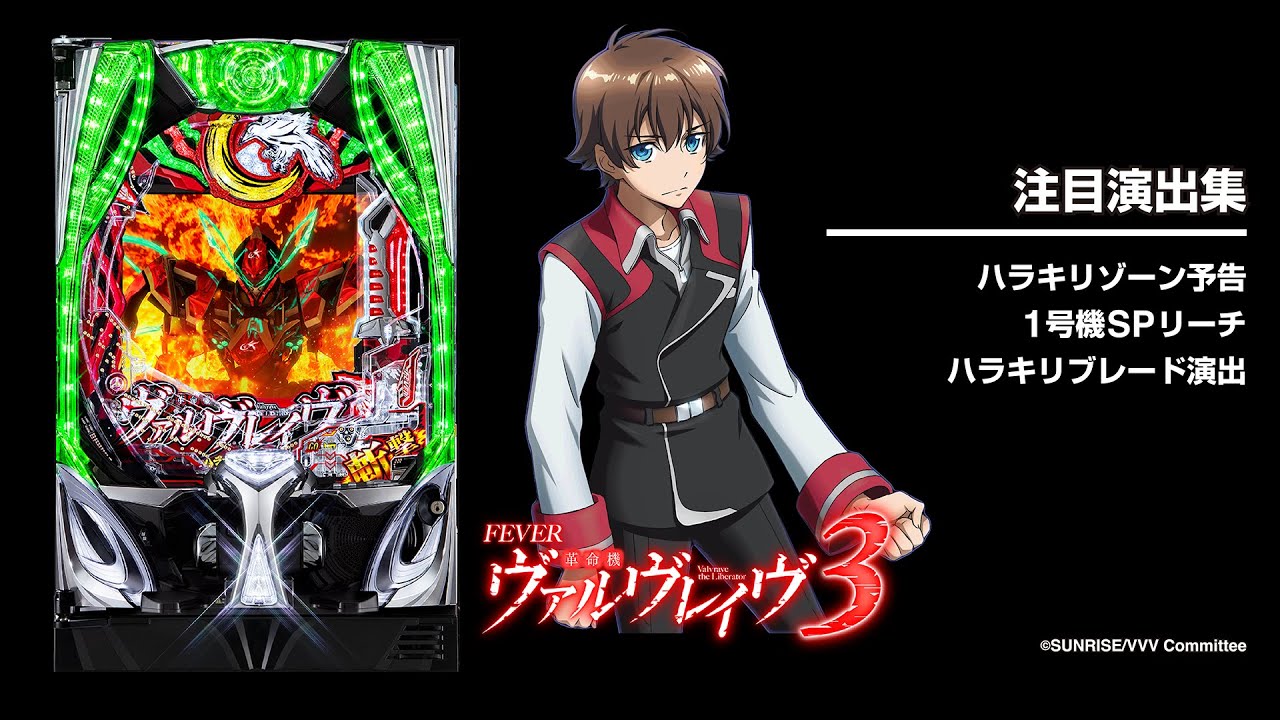 注目演出集
ハラキリゾーン予告
1号機SPリーチ
ハラキリブレード演出
FEVER
革命機
Valvrave
the Liberator
ヴァルヴレイヴ3
ヴァルヴレイヴ
斬撃
©SUNRISE/VVV Committee